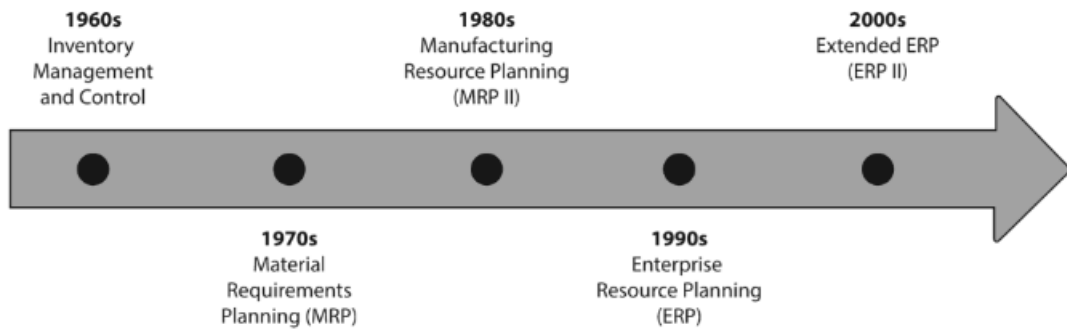 1960s
Inventory
Management
and Control
1980s
Manufacturing
Resource Planning
(MRP II)
2000s
Extended ERP
(ERP II)
1970s
Material
Requirements
Planning (MRP)
1990s
Enterprise
Resource Planning
(ERP)